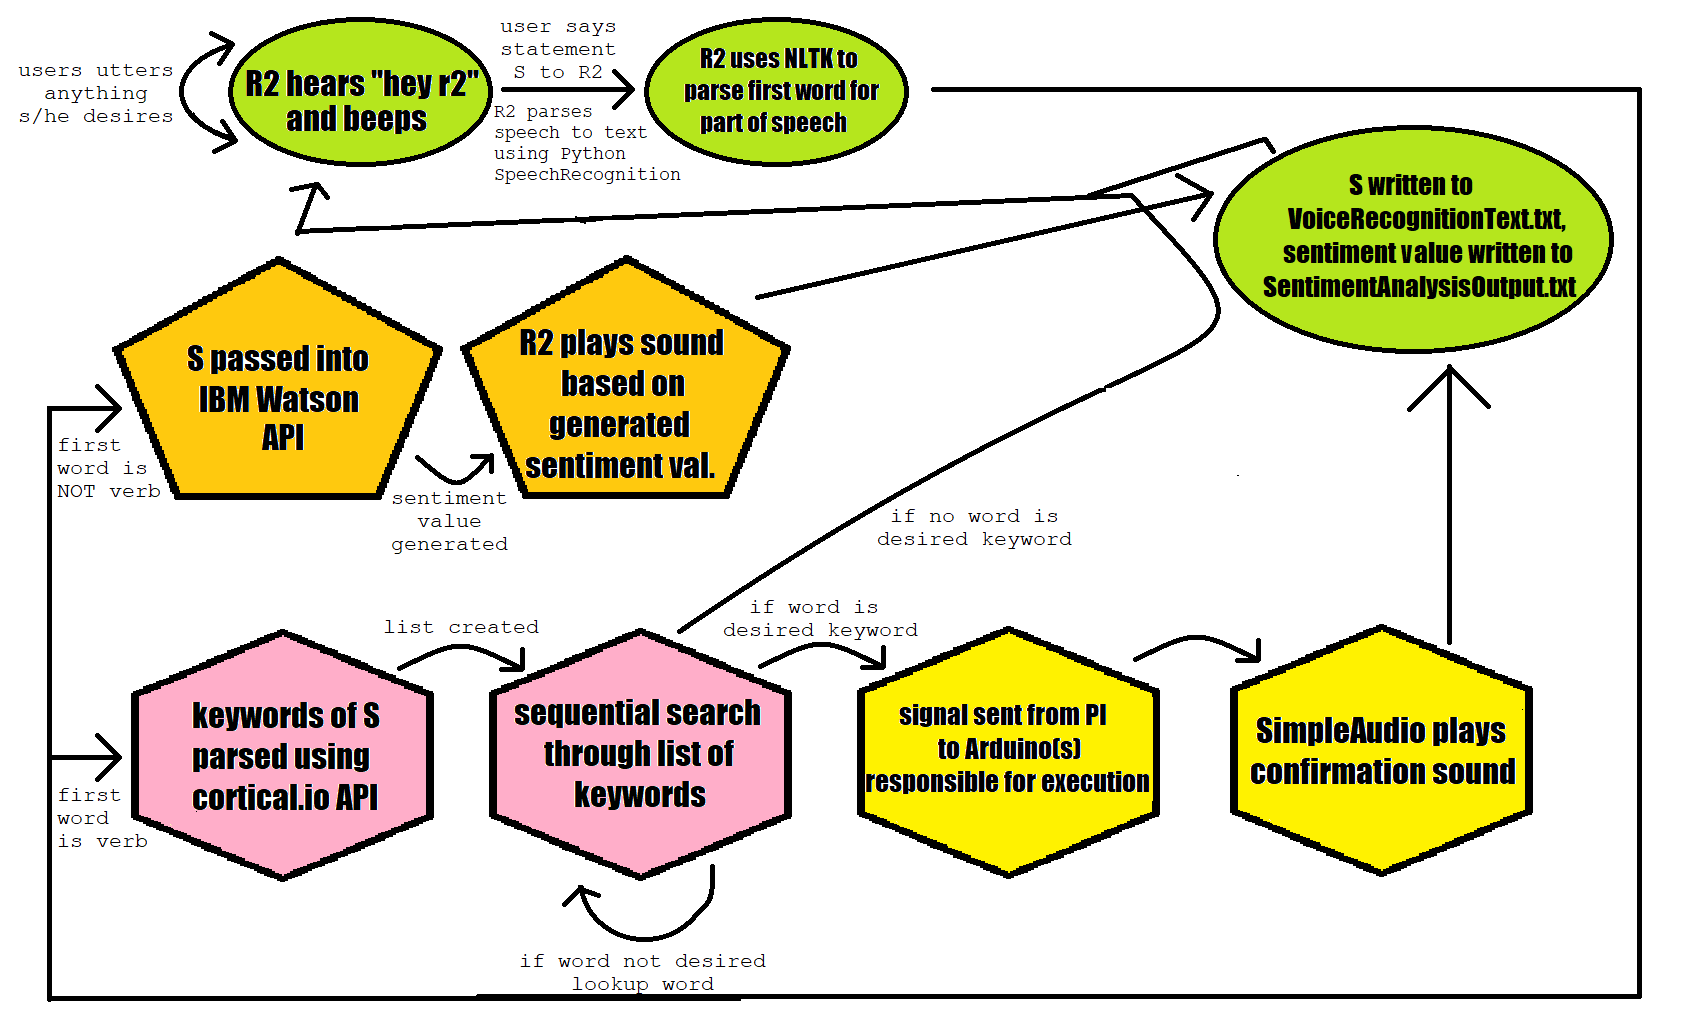 users utters
anything
s/he desires
R2 hears "hey r2"
and beeps
user says
statement
S to R2
R2 parses
speech to text
using Python
SpeechRecognition
R2 uses NLTK to
parse first word for
part of speech
S written to
VoiceRecognitionText.txt,
sentiment value written to
SentimentAnalysisOutput.txt
first
word is
NOT verb
S passed into
IBM Watson
API
sentiment
value
generated
R2 plays sound
based on
generated
sentiment val.
if no word is
desired keyword
first
word
is verb
keywords of S
parsed using
cortical.io API
list created
sequential search
through list of
keywords
if word not desired
lookup word
if word is
desired keyword
signal sent from PI
to Arduino(s)
responsible for execution
SimpleAudio plays
confirmation sound